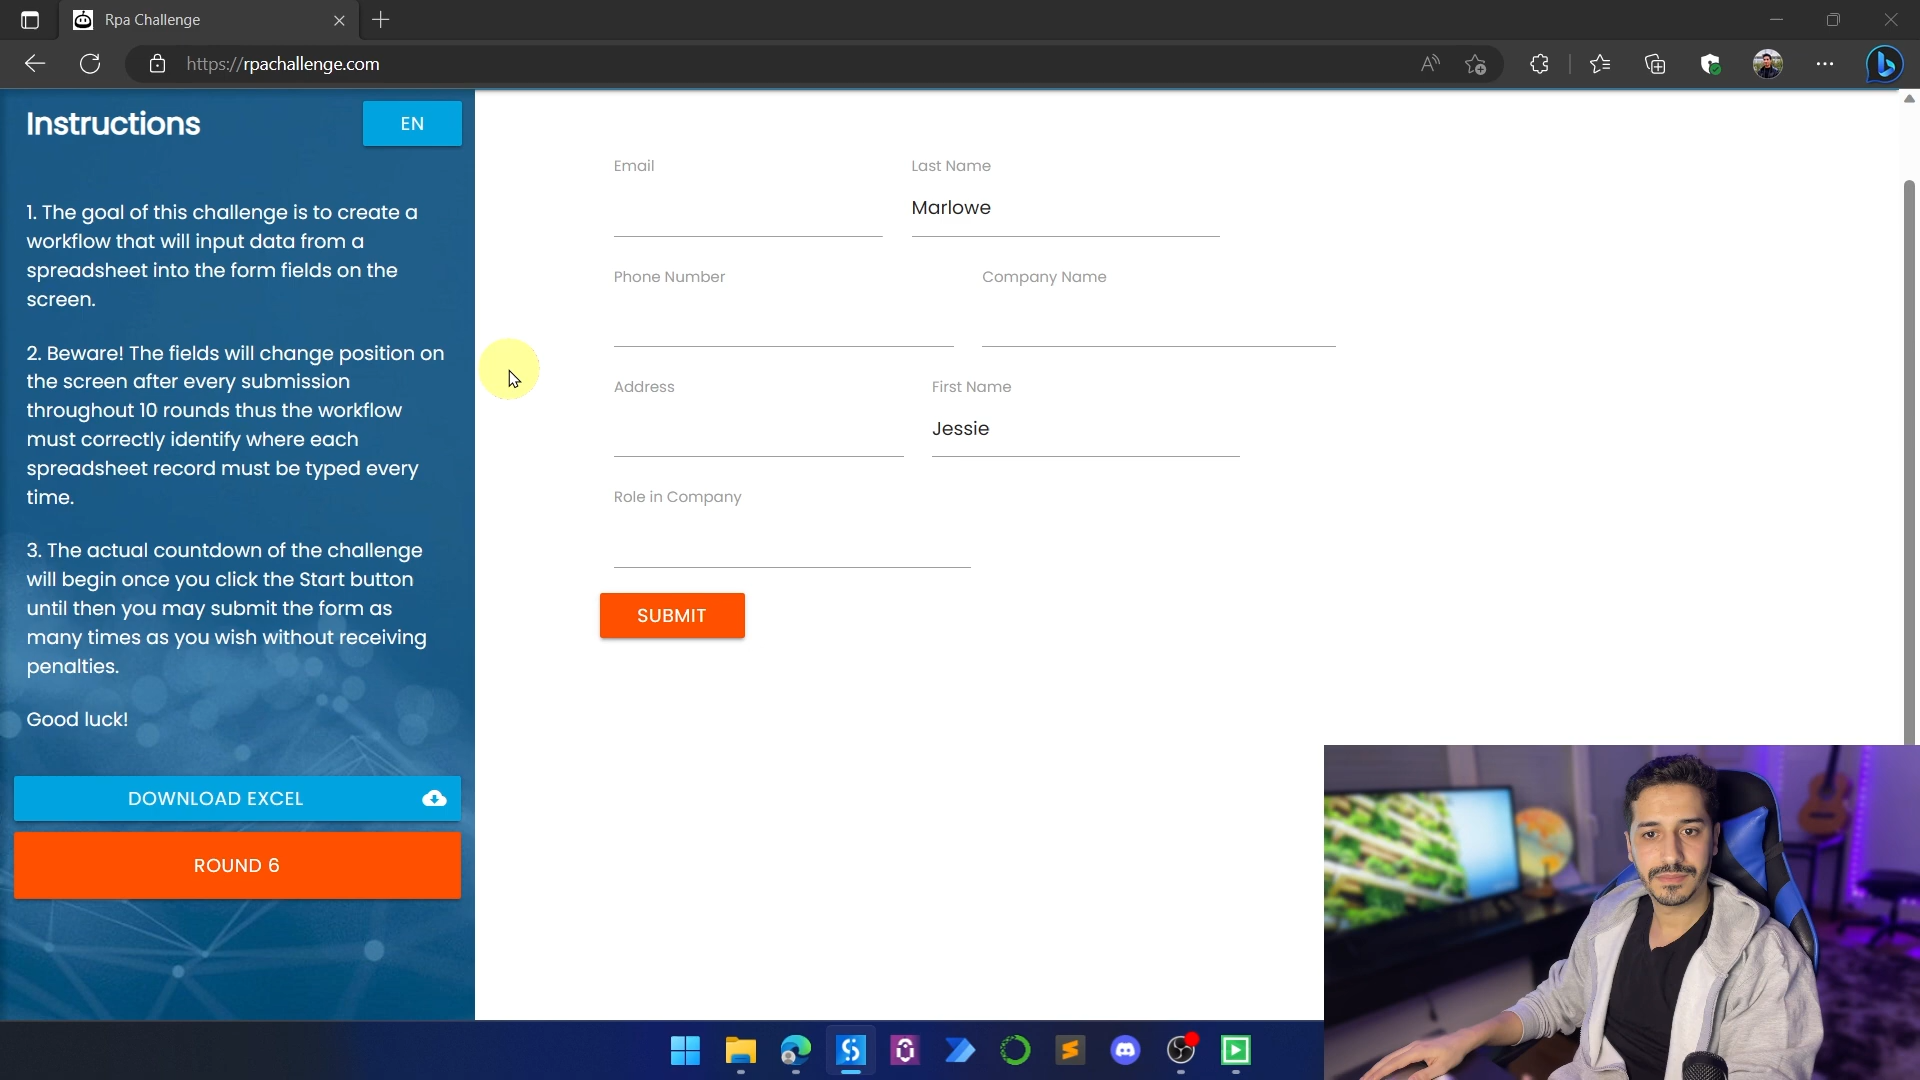 Rpa Challenge
https://rpachallenge.com
Instructions
EN
1. The goal of this challenge is to create a
workflow that will input data from a
spreadsheet into the form fields on the
screen.
2. Beware! The fields will change position on
the screen after every submission
throughout 10 rounds thus the workflow
must correctly identify where each
spreadsheet record must be typed every
time.
3. The actual countdown of the challenge
will begin once you click the Start button
until then you may submit the form as
many times as you wish without receiving
penalties.
Good luck!
DOWNLOAD EXCEL
ROUND 6
Email
Last Name
Marlowe
Phone Number
Company Name
Address
First Name
Jessie
Role in Company
SUBMIT